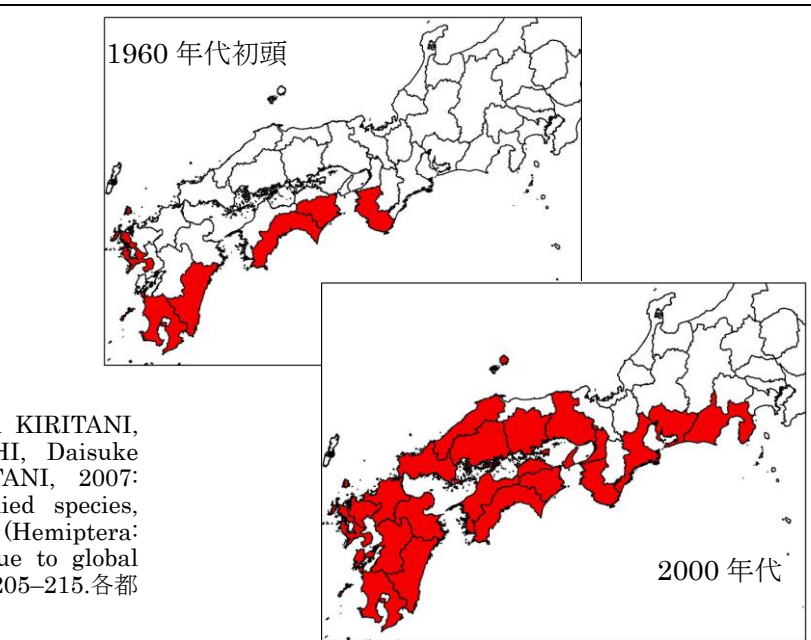 1960 年代初頭
KIRITANI,
HI, Daisuke
TANI, 2007:
ied species,
(Hemiptera:
ue to global
205–215.各都
2000 年代